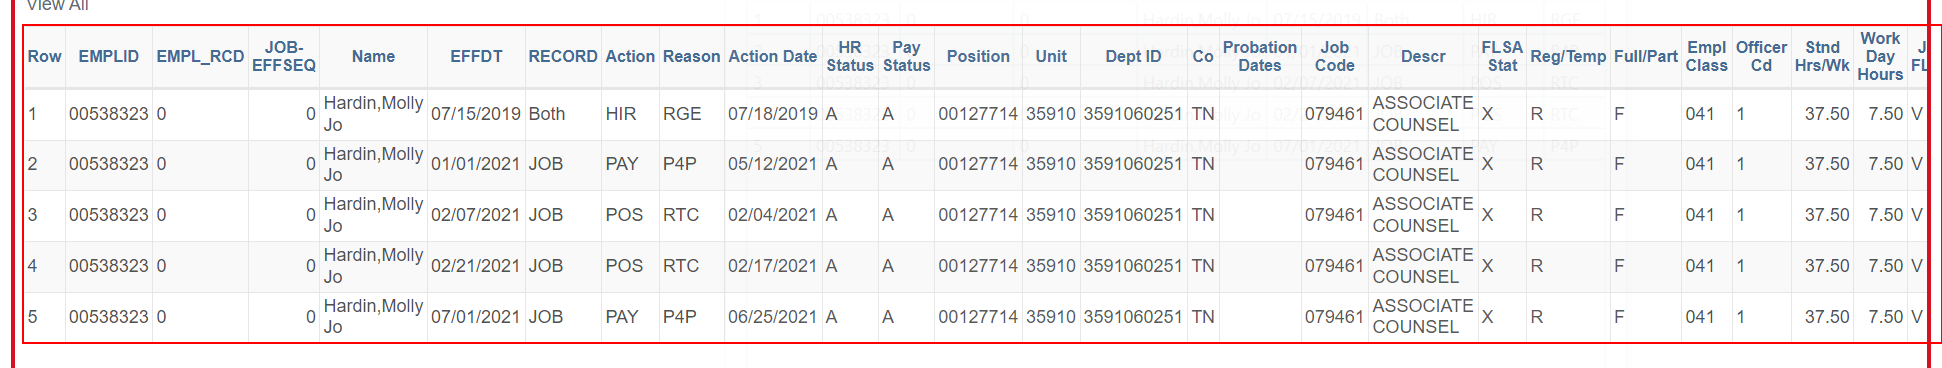 View All
Row EMPLID EMPL_RCD JOB-EFFSEQ Name EFFDT RECORD Action Reason Action Date HR Status Pay Status Position Unit Dept ID Co Probation Dates Job Code Descr FLSA Stat Reg/Temp Full/Part Empl Class Officer Cd Stnd Hrs/Wk Work Day Hours
1 00538323 0 0 Hardin,Molly Jo 07/15/2019 Both HIR RGE 07/18/2019 A A 00127714 35910 3591060251 TN 079461 ASSOCIATE COUNSEL X R F 041 1 37.50 7.50 V
2 00538323 0 0 Hardin,Molly Jo 01/01/2021 JOB PAY P4P 05/12/2021 A A 00127714 35910 3591060251 TN 079461 ASSOCIATE COUNSEL X R F 041 1 37.50 7.50 V
3 00538323 0 0 Hardin,Molly Jo 02/07/2021 JOB POS RTC 02/04/2021 A A 00127714 35910 3591060251 TN 079461 ASSOCIATE COUNSEL X R F 041 1 37.50 7.50 V
4 00538323 0 0 Hardin,Molly Jo 02/21/2021 JOB POS RTC 02/17/2021 A A 00127714 35910 3591060251 TN 079461 ASSOCIATE COUNSEL X R F 041 1 37.50 7.50 V
5 00538323 0 0 Hardin,Molly Jo 07/01/2021 JOB PAY P4P 06/25/2021 A A 00127714 35910 3591060251 TN 079461 ASSOCIATE COUNSEL X R F 041 1 37.50 7.50 V